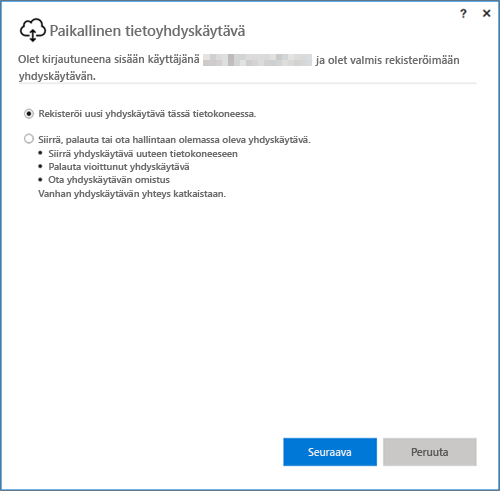 ?
Paikallinen tietoyhdyskäytävä
Olet kirjautuneena sisään käyttäjänä ja olet valmis rekisteröimään
yhdyskäytävän.
Rekisteröi uusi yhdyskäytävä tässä tietokoneessa.
Siirrä, palauta tai ota hallintaan olemassa oleva yhdyskäytävä.
• Siirrä yhdyskäytävä uuteen tietokoneeseen
• Palauta vioittunut yhdyskäytävä
• Ota yhdyskäytävän omistus
Vanhan yhdyskäytävän yhteys katkaistaan.
Seuraava Peruuta